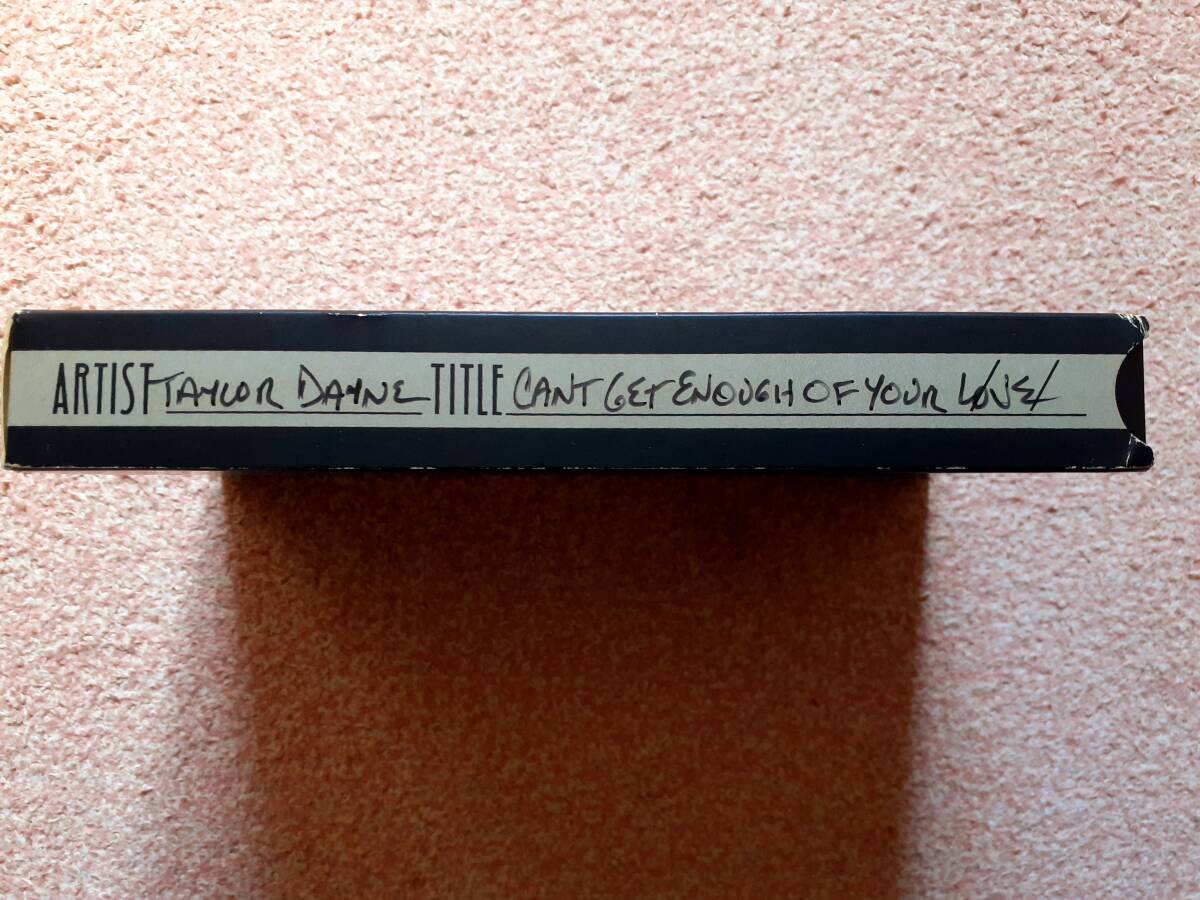 ARTIST TAYLOR DAYNE TITLE CANT GET ENOUGH OF YOUR LOVE